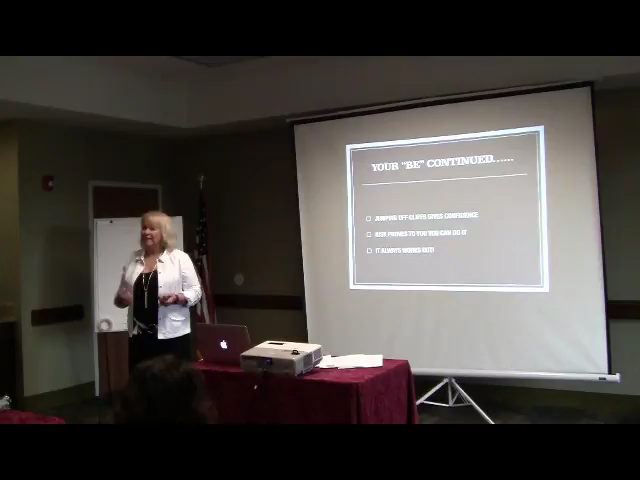 YOUR "BE" CONTINUED......
JUMPING OFF CLIFFS GIVES CONFIDENCE
RISK PROVES TO YOU YOU CAN DO IT
IT ALWAYS WORKS OUT!